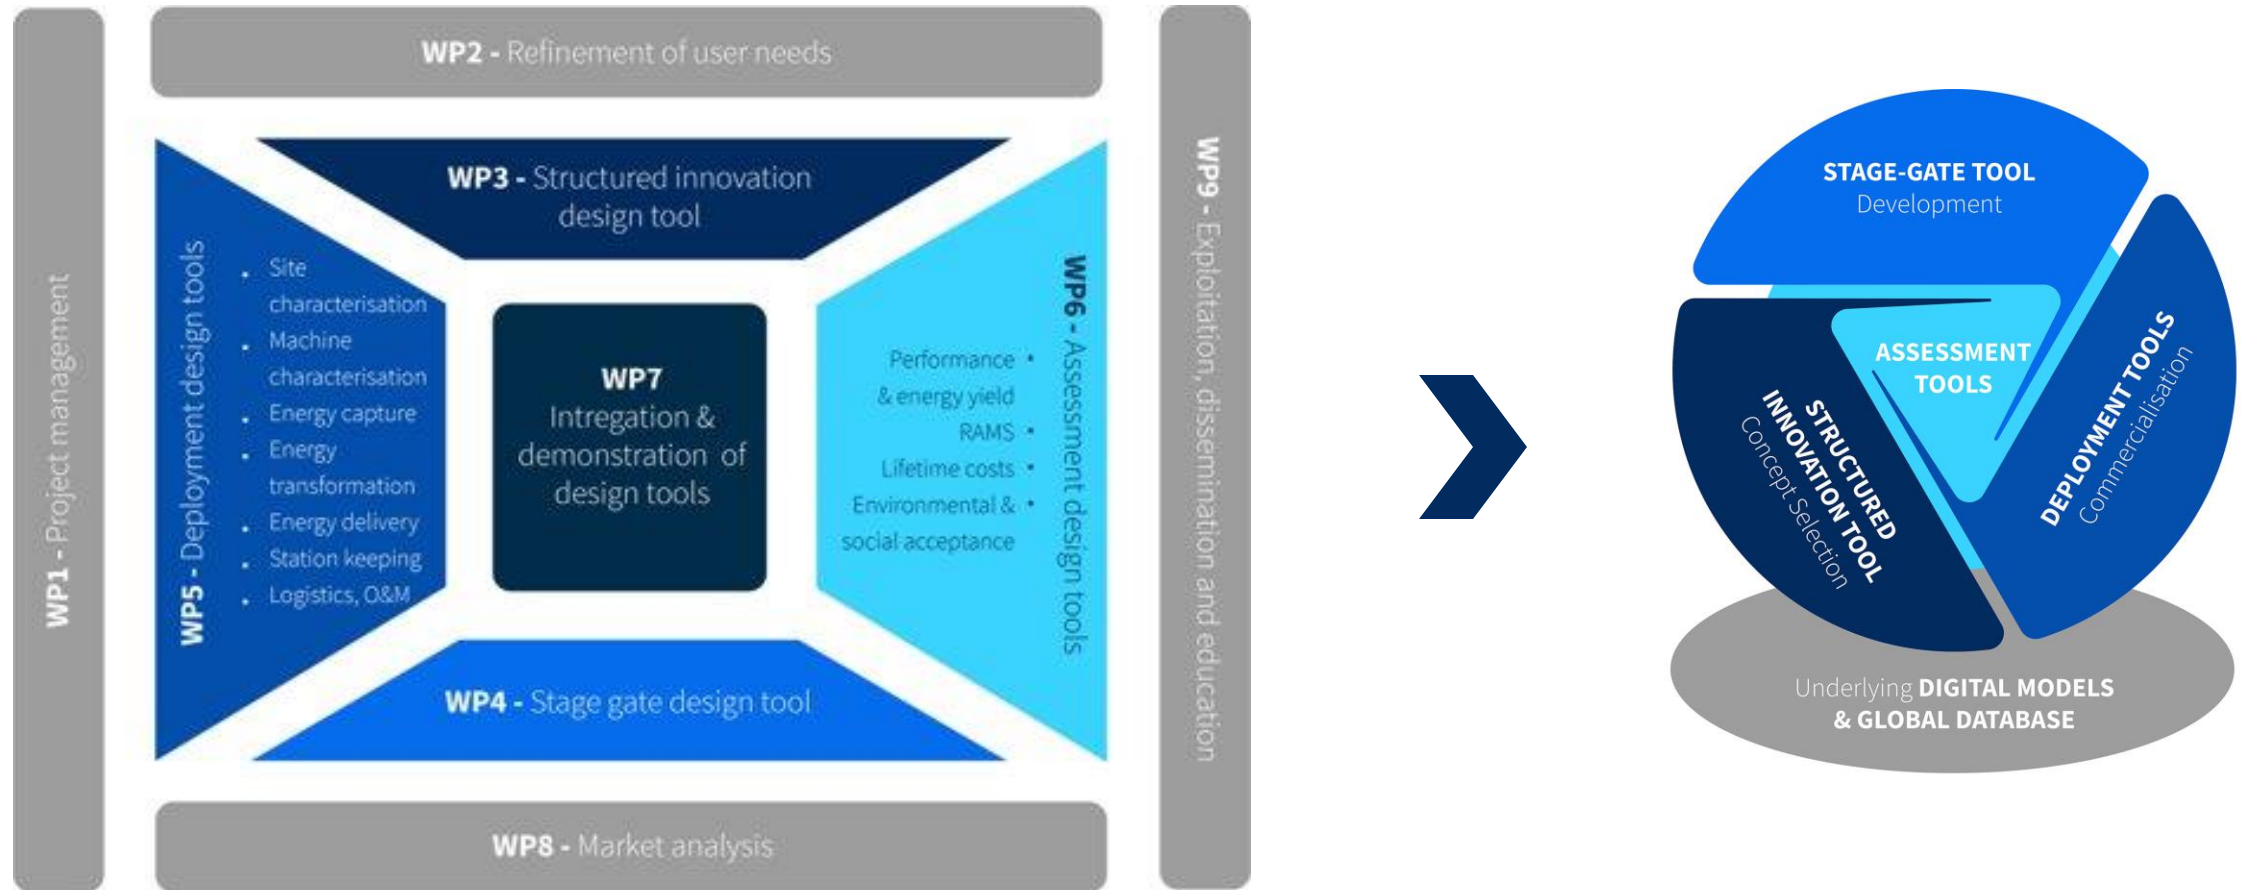 WP1 - Project management
WP2 - Refinement of user needs
WP3 - Structured innovation
design tool
WP5 - Deployment design tools
• Site
characterisation
• Machine
characterisation
• Energy capture
• Energy
transformation
• Energy delivery
• Station keeping
• Logistics, O&M
WP7
Intregation &
demonstration of
design tools
Performance •
& energy yield
RAMS •
Lifetime costs •
Environmental & •
social acceptance
WP6 - Assessment design tools
WP4 - Stage gate design tool
WP8 - Market analysis
WP9 - Exploitation, dissemination and education
STAGE-GATE TOOL
Development
ASSESSMENT
TOOLS
DEPLOYMENT TOOLS
Commercialisation
STRUCTURED
INNOVATION TOOL
Concept Selection
Underlying DIGITAL MODELS
& GLOBAL DATABASE